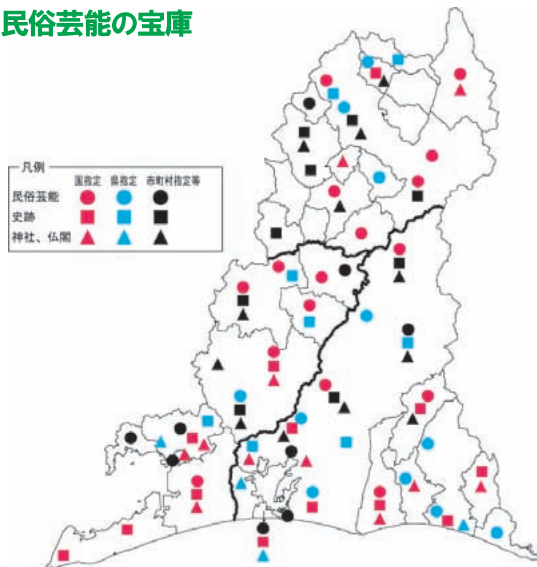 民俗芸能の宝庫
凡例
国指定 県指定 市町村指定等
民俗芸能
史跡
神社、仏閣